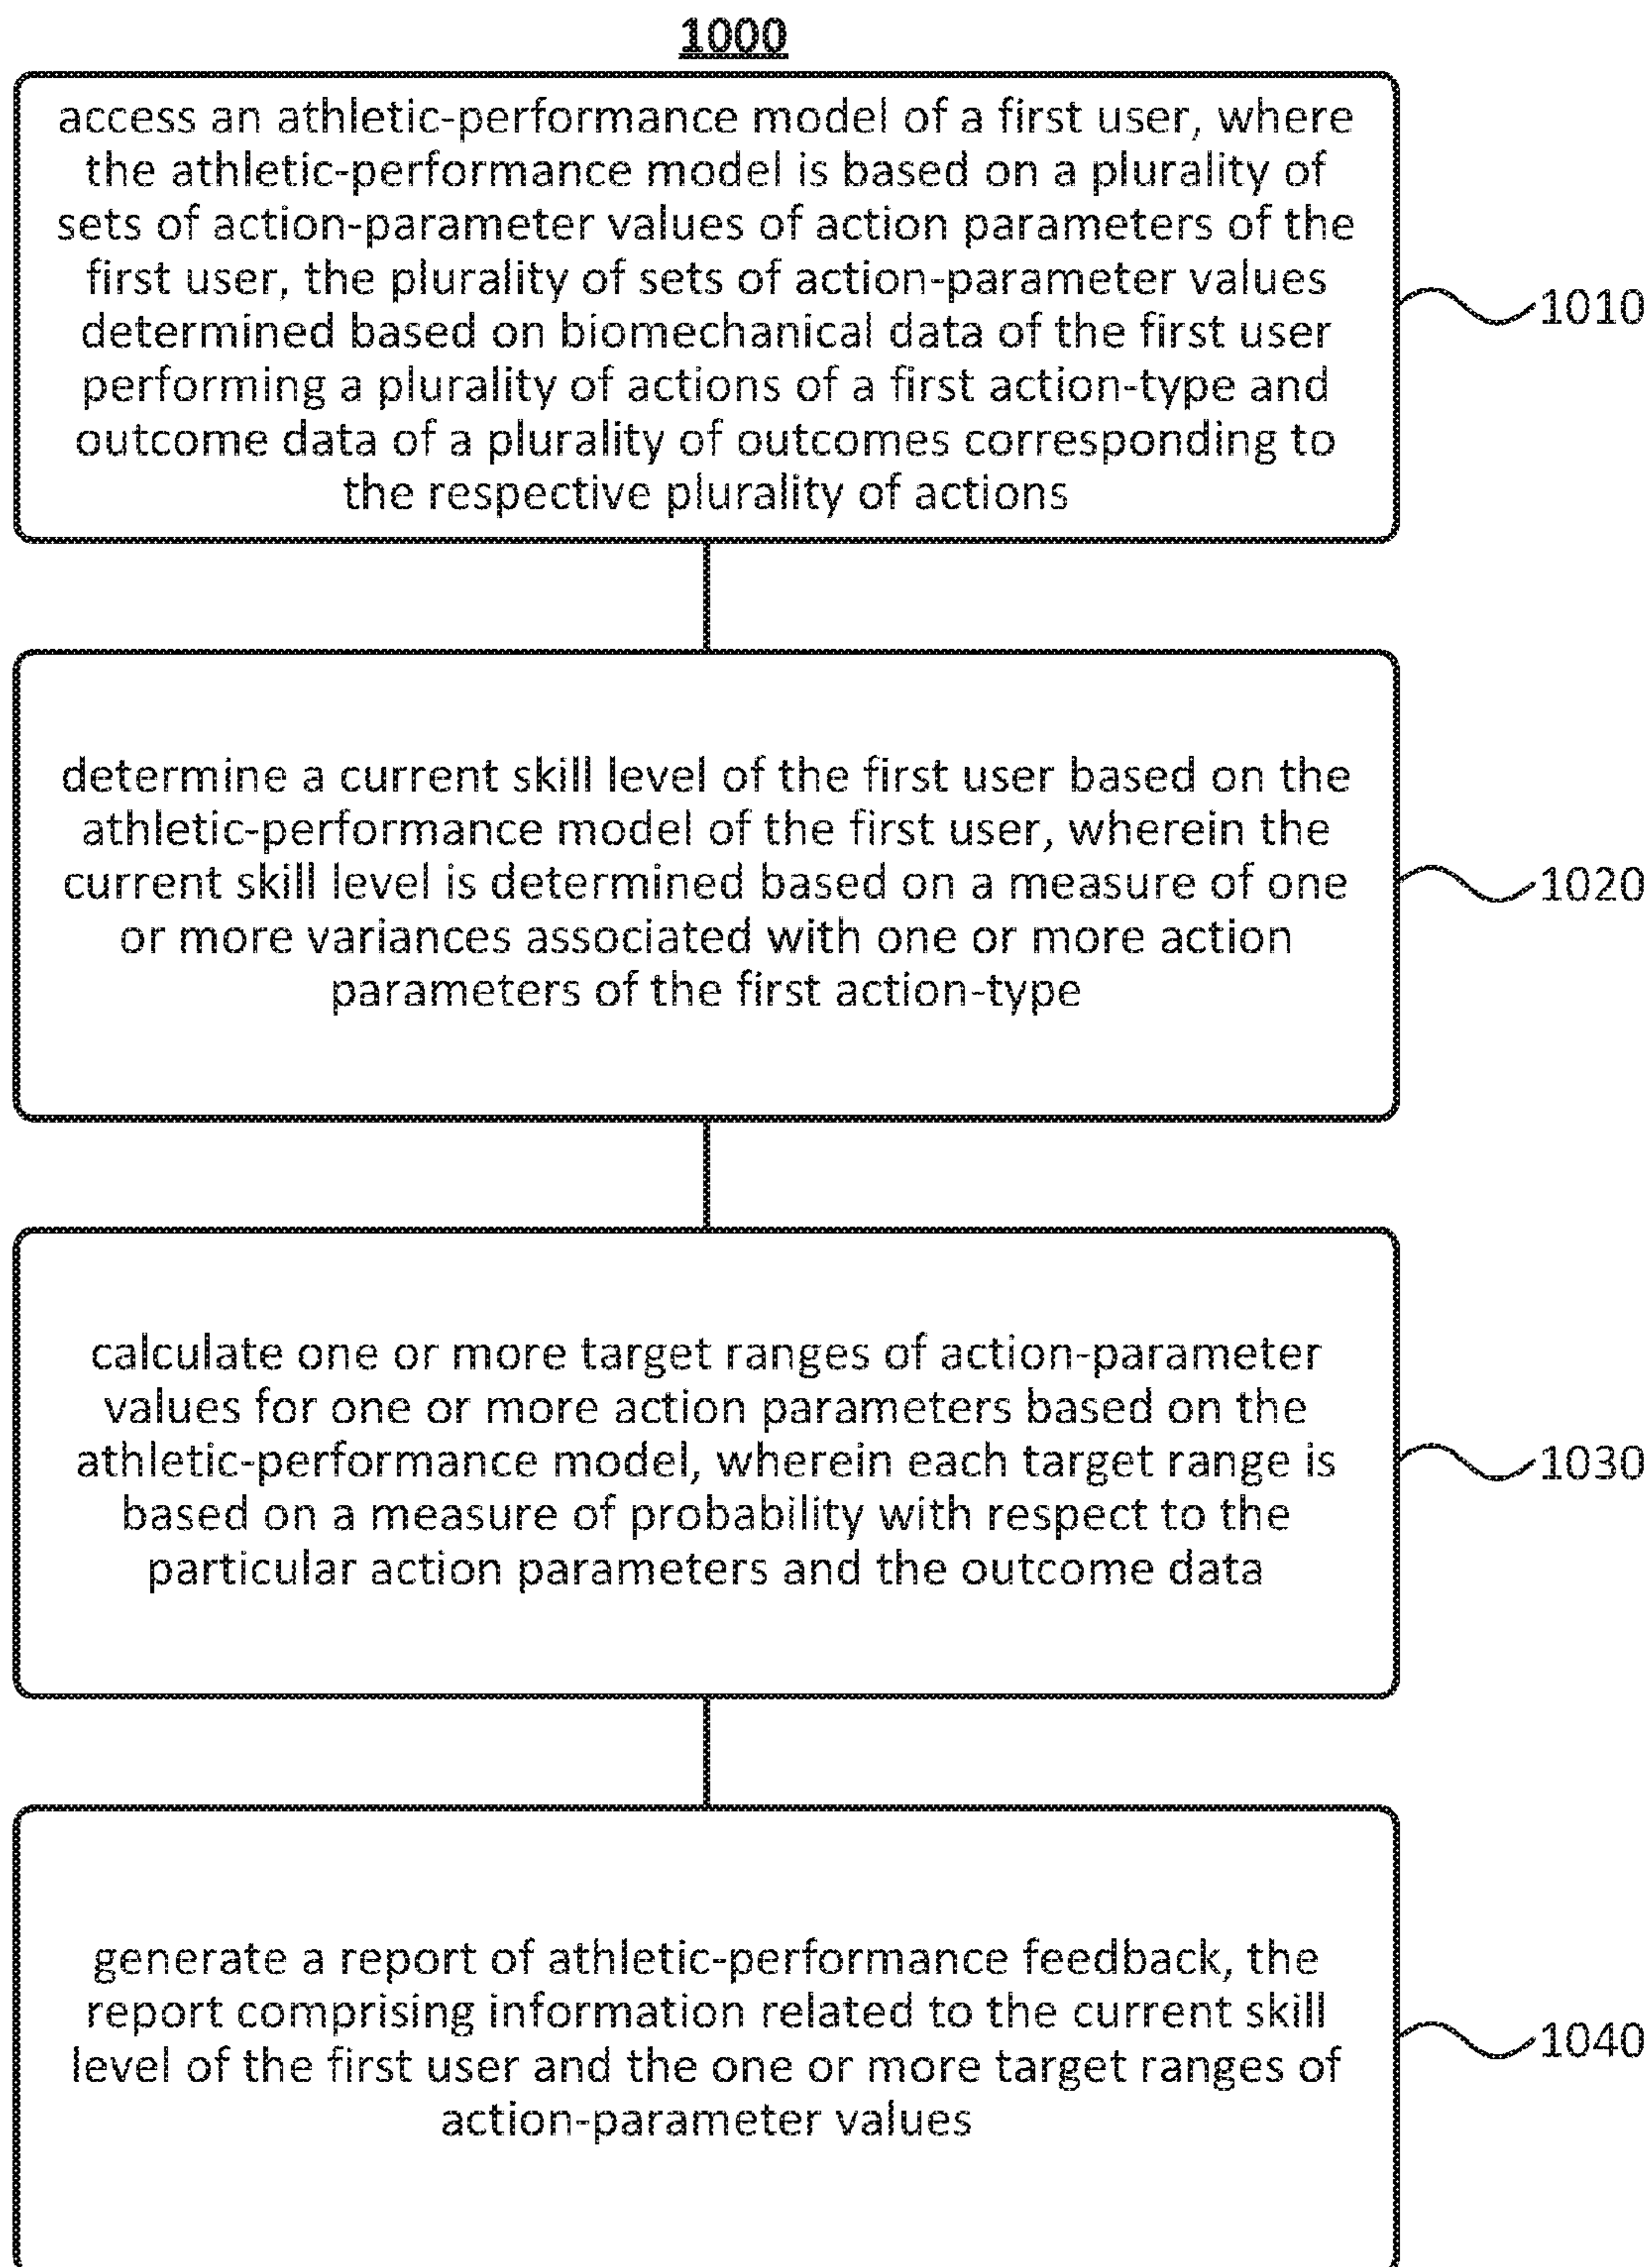 1000
access an athletic-performance model of a first user, where
the athletic-performance model is based on a plurality of
sets of action-parameter values of action parameters of the
first user, the plurality of sets of action-parameter values
determined based on biomechanical data of the first user
performing a plurality of actions of a first action-type and
outcome data of a plurality of outcomes corresponding to
the respective plurality of actions
1010
determine a current skill level of the first user based on the
athletic-performance model of the first user, wherein the
current skill level is determined based on a measure of one
or more variances associated with one or more action
parameters of the first action-type
1020
calculate one or more target ranges of action-parameter
values for one or more action parameters based on the
athletic-performance model, wherein each target range is
based on a measure of probability with respect to the
particular action parameters and the outcome data
1030
generate a report of athletic-performance feedback, the
report comprising information related to the current skill
level of the first user and the one or more target ranges of
action-parameter values
1040